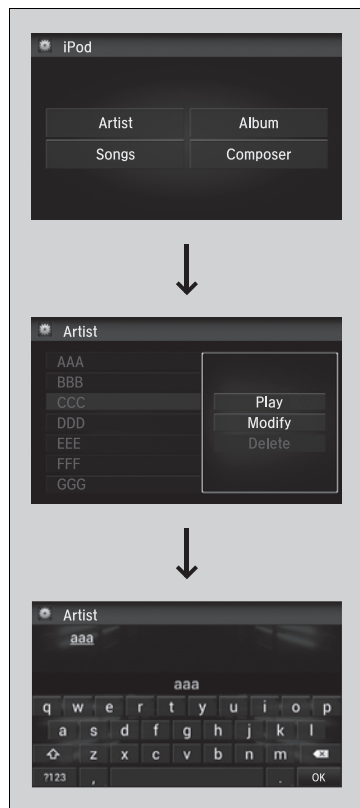 iPod
Artist Album
Songs Composer
Artist
AAA
BBB
CCC
DDD
EEE
FFF
GGG
Play
Modify
Delete
Artist
aaa
aaa
q w e r t y u i o p
a s d f g h j k l
z x c v b n m
?123 , . OK